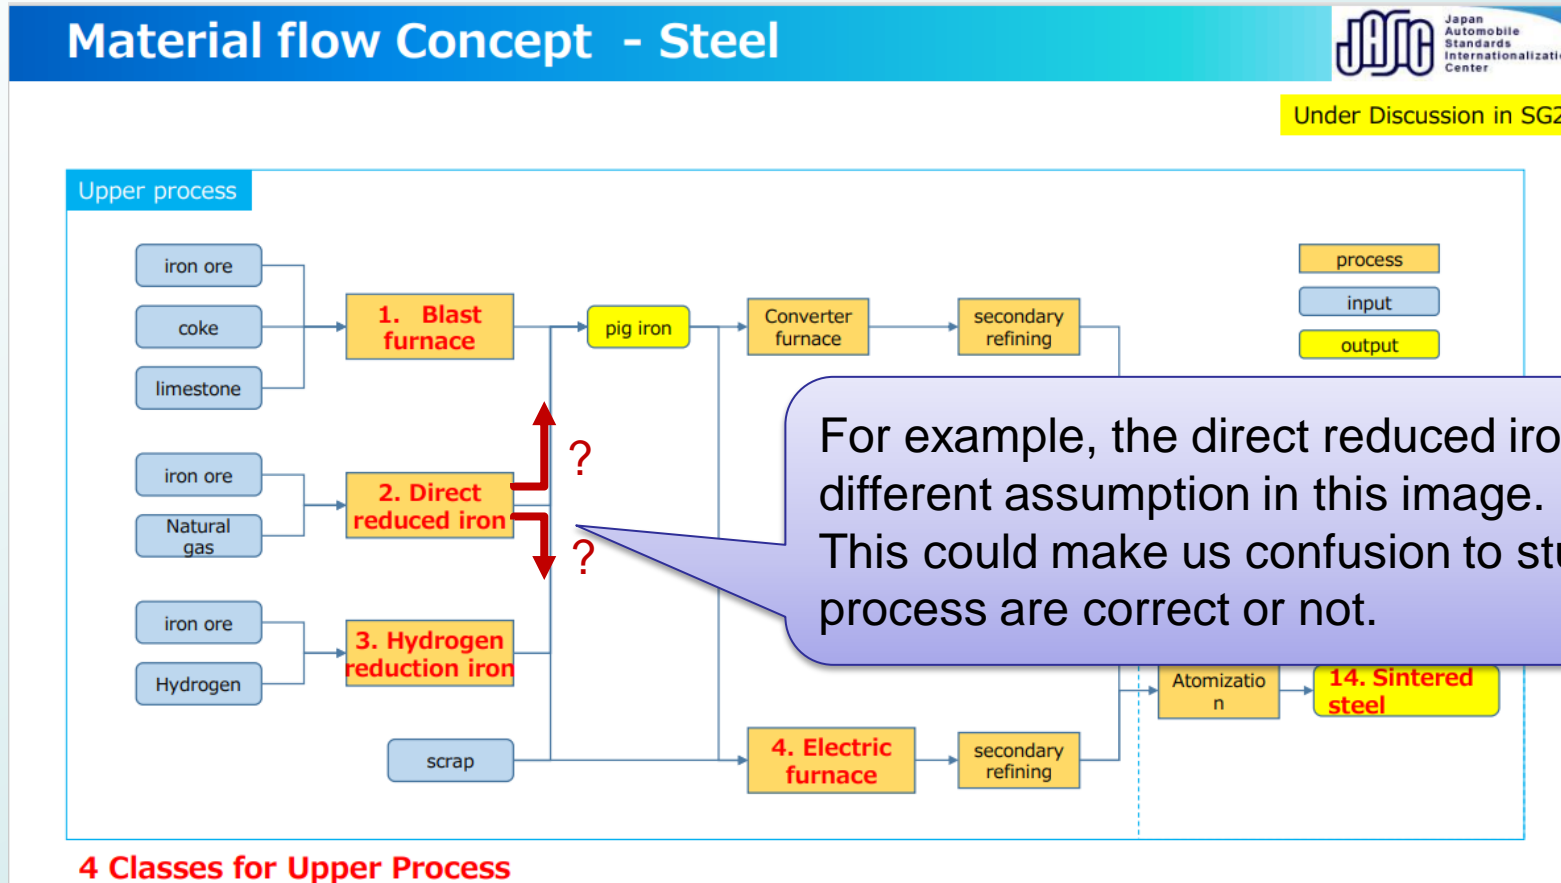 Material flow Concept - Steel
Japan
Automobile
Standards
Internationalizatio
Center
JASIC
Under Discussion in SG2
Upper process
iron ore
coke
limestone
1. Blast
furnace
pig iron
Converter
furnace
secondary
refining
process
input
output
iron ore
Natural
gas
2. Direct
reduced iron
?
?
For example, the direct reduced iro
different assumption in this image.
This could make us confusion to stu
process are correct or not.
iron ore
Hydrogen
3. Hydrogen
reduction iron
scrap
4. Electric
furnace
secondary
refining
Atomizatio
n
14. Sintered
steel
4 Classes for Upper Process